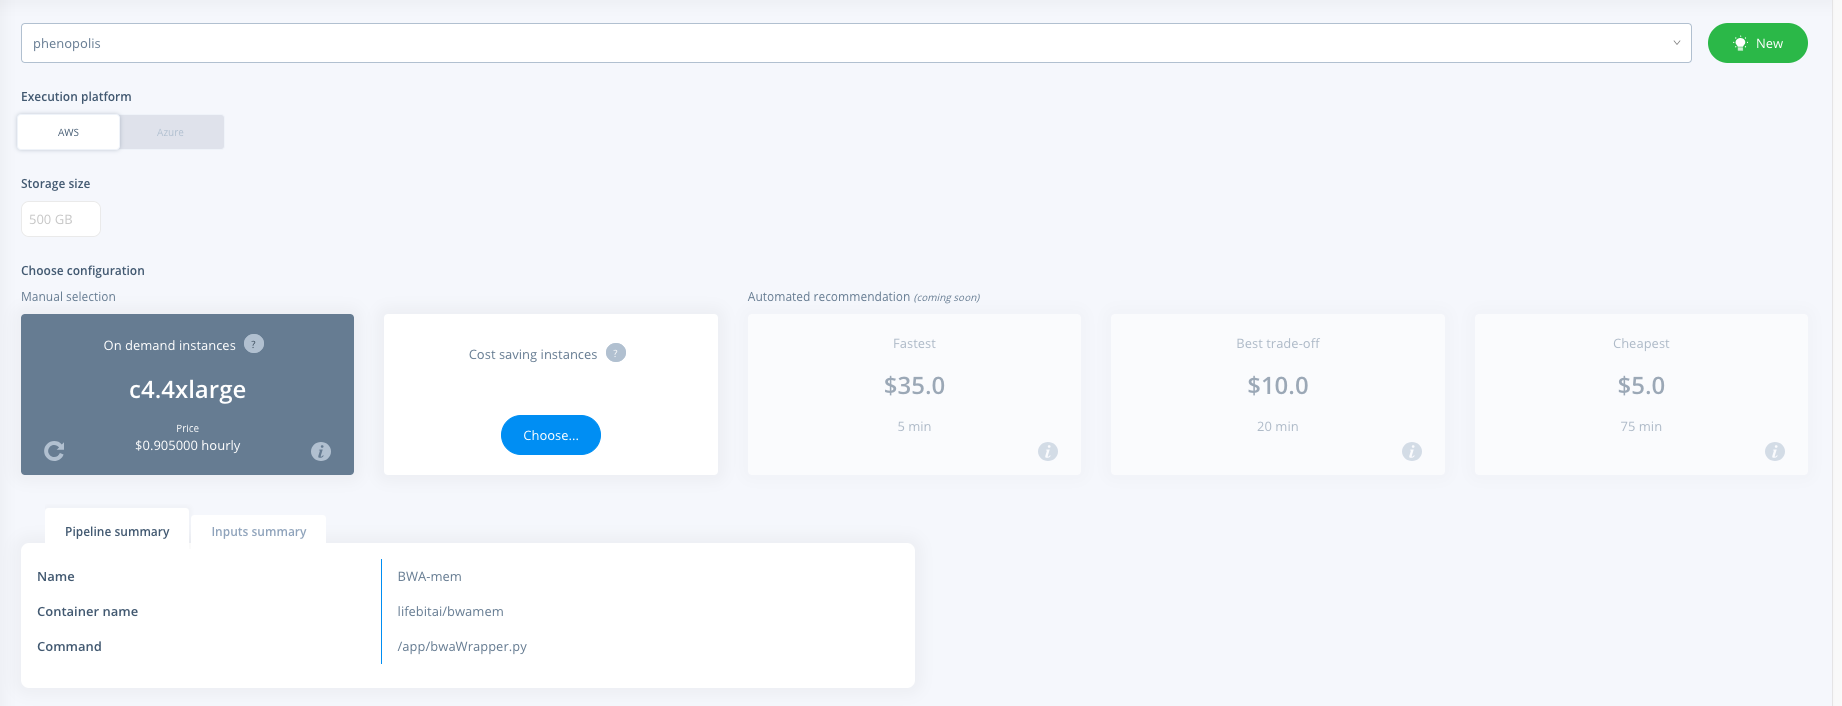 phenopolis
New
Execution platform
AWS
Azure
Storage size
500 GB
Choose configuration
Manual selection
Automated recommendation (coming soon)
On demand instances ?
c4.4xlarge
Price
$0.905000 hourly
i
Cost saving instances ?
Choose...
Fastest
$35.0
5 min
i
Best trade-off
$10.0
20 min
i
Cheapest
$5.0
75 min
i
Pipeline summary
Inputs summary
Name BWA-mem
Container name lifebitai/bwamem
Command /app/bwaWrapper.py